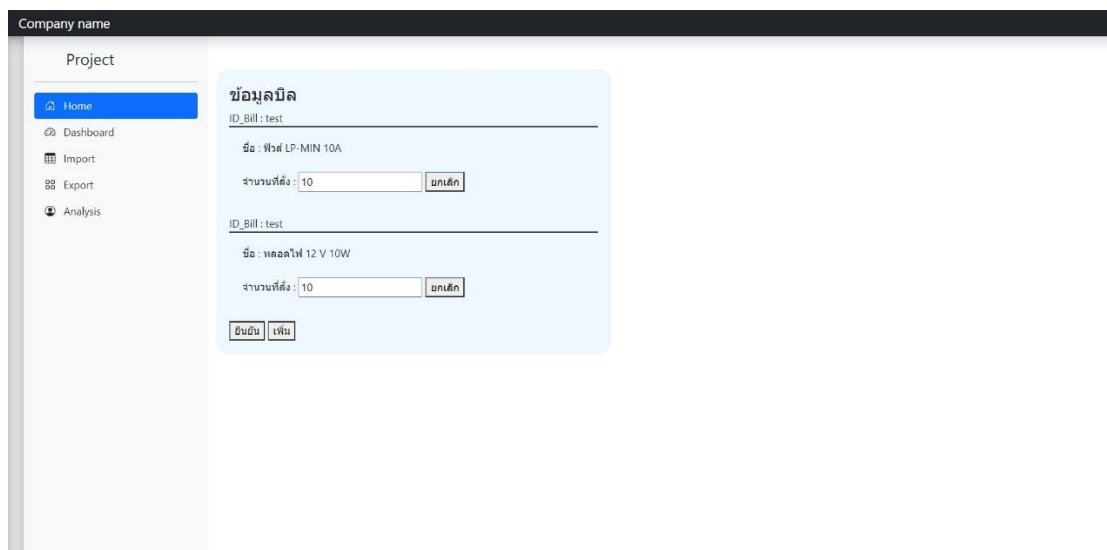 Company name
Project
Home
Dashboard
Import
Export
Analysis
ข้อมูลบิล
ID_Bill : test
ชื่อ : ฟิวส์ LP-MIN 10A
จำนวนที่สั่ง : 10 ยกเลิก
ID_Bill : test
ชื่อ : หลอดไฟ 12 V 10W
จำนวนที่สั่ง : 10 ยกเลิก
ยืนยัน เพิ่ม